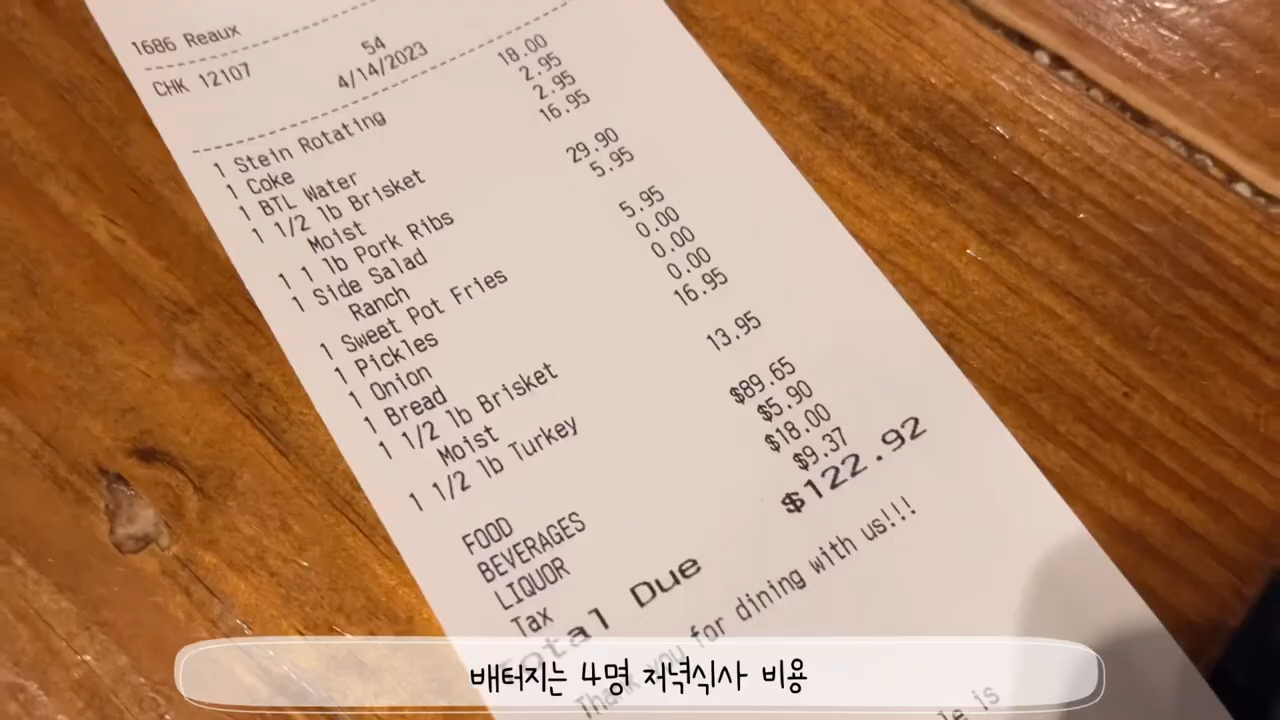 1686 Reaux
CHK 12107 54
4/14/2023
1 Stein Rotating 18.00
1 Coke 2.95
1 BTL Water 2.95
1 1/2 lb Brisket 16.95
Moist
1 1 lb Pork Ribs 29.90
1 Side Salad 5.95
Ranch
1 Sweet Pot Fries 5.95
1 Pickles 0.00
1 Onion 0.00
1 Bread 0.00
1 1/2 lb Brisket 16.95
Moist
1 1/2 lb Turkey 13.95
FOOD $89.65
BEVERAGES $5.90
LIQUOR $18.00
Tax $9.37
Total Due $122.92
Thank you for dining with us!!!
is
배터지는 4명 저녁식사 비용